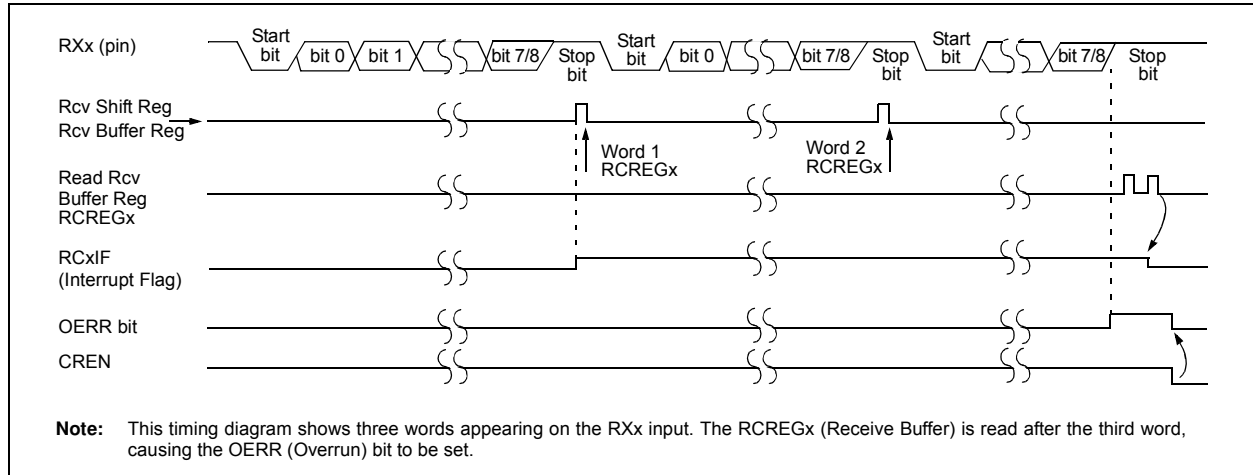 RXx (pin)
Start bit
bit 0
bit 1
bit 7/8
Stop bit
Start bit
bit 0
bit 7/8
Stop bit
Start bit
bit 7/8
Stop bit
Rcv Shift Reg
Rcv Buffer Reg
Word 1
RCREGx
Word 2
RCREGx
Read Rcv
Buffer Reg
RCREGx
RCxIF
(Interrupt Flag)
OERR bit
CREN
Note: This timing diagram shows three words appearing on the RXx input. The RCREGx (Receive Buffer) is read after the third word,
causing the OERR (Overrun) bit to be set.